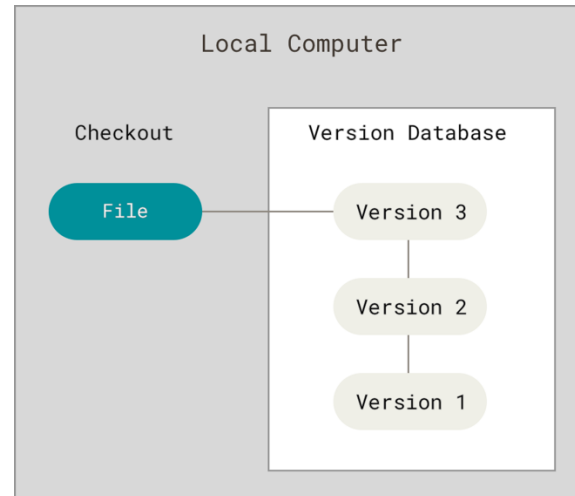 Local Computer
Checkout
Version Database
File
Version 3
Version 2
Version 1